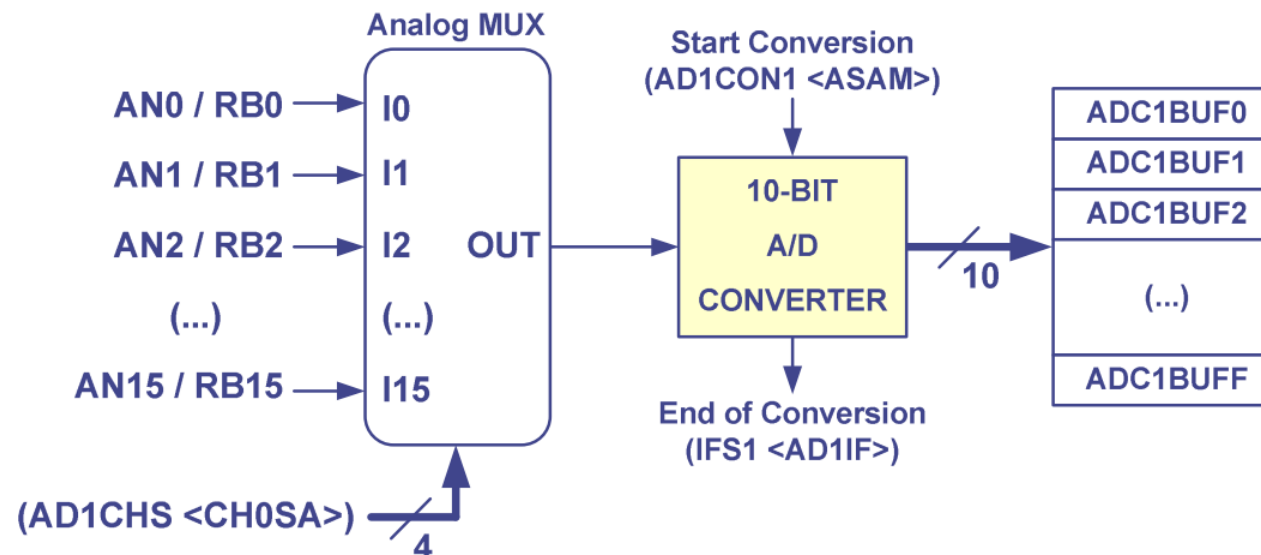 Analog MUX
AN0 / RB0
AN1 / RB1
AN2 / RB2
(...)
AN15 / RB15
I0
I1
I2
(...)
I15
OUT
(AD1CHS <CH0SA>)
4
Start Conversion
(AD1CON1 <ASAM>)
10-BIT
A/D
CONVERTER
End of Conversion
(IFS1 <AD1IF>)
10
ADC1BUF0
ADC1BUF1
ADC1BUF2
(...)
ADC1BUFF